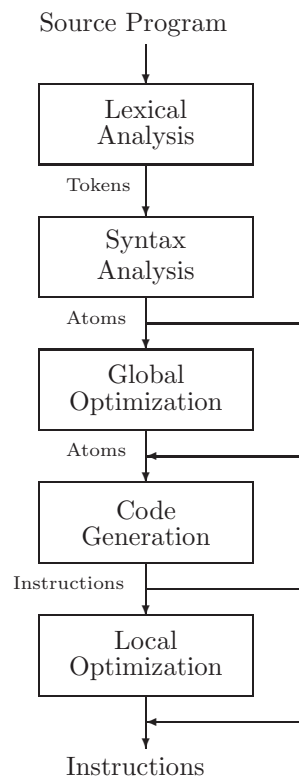 Source Program
Lexical
Analysis
Tokens
Syntax
Analysis
Atoms
Global
Optimization
Atoms
Code
Generation
Instructions
Local
Optimization
Instructions